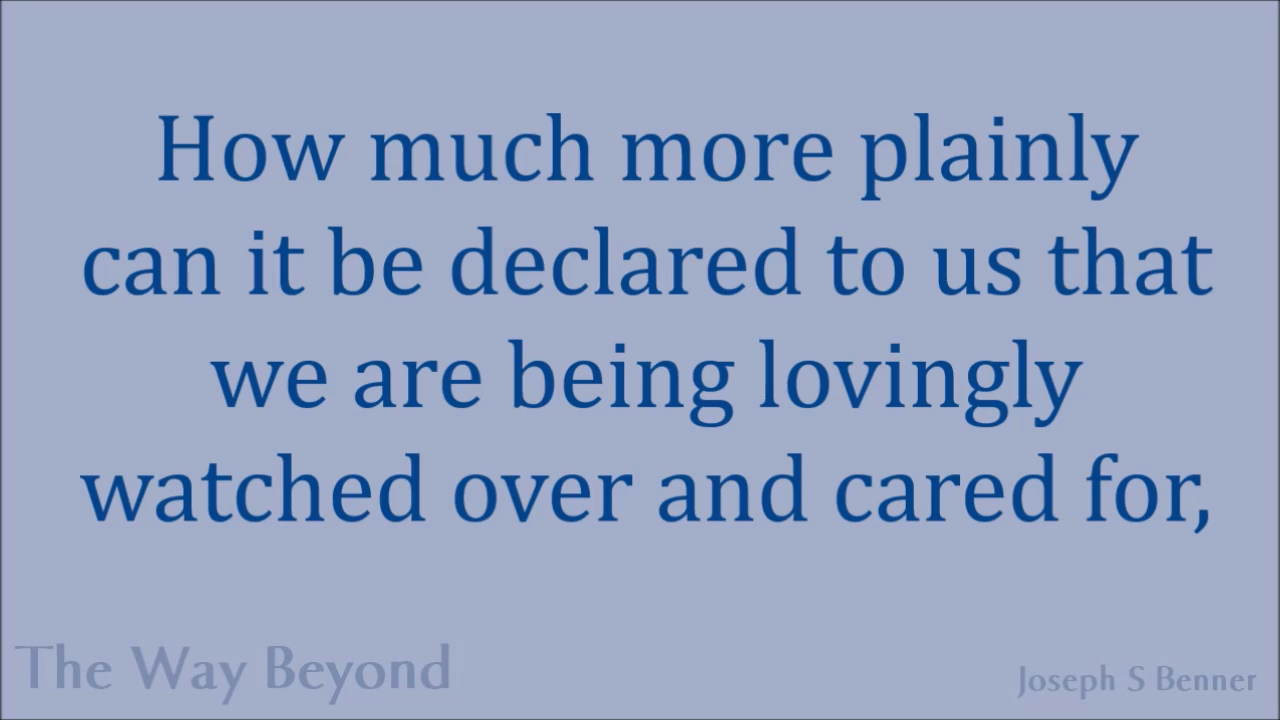 How much more plainly
can it be declared to us that
we are being lovingly
watched over and cared for,
The Way Beyond
Joseph S Benner